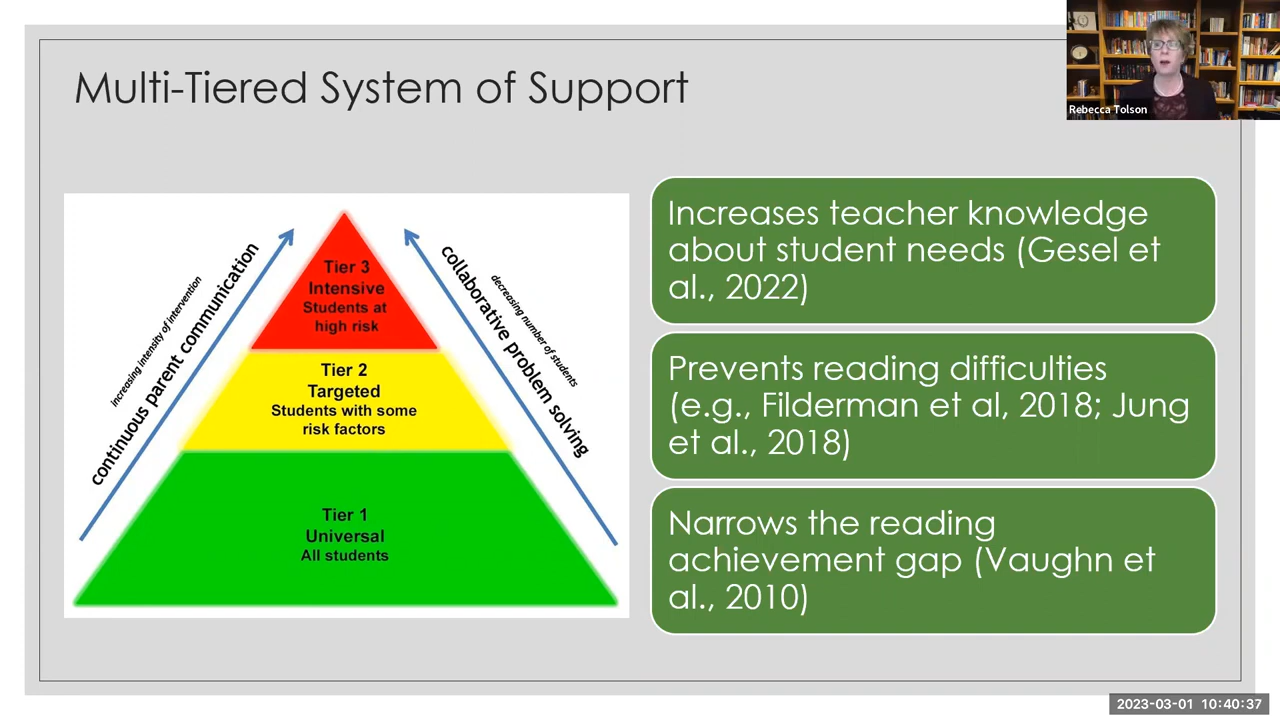 Multi-Tiered System of Support
Rebecca Tolson
increasing intensity of intervention
continuous parent communication
Tier 3
Intensive
Students at
high risk
Tier 2
Targeted
Students with some
risk factors
Tier 1
Universal
All students
collaborative problem solving
decreasing number of students
Increases teacher knowledge
about student needs (Gesel et
al., 2022)
Prevents reading difficulties
(e.g., Filderman et al, 2018; Jung
et al., 2018)
Narrows the reading
achievement gap (Vaughn et
al., 2010)
2023-03-01 10:40:37